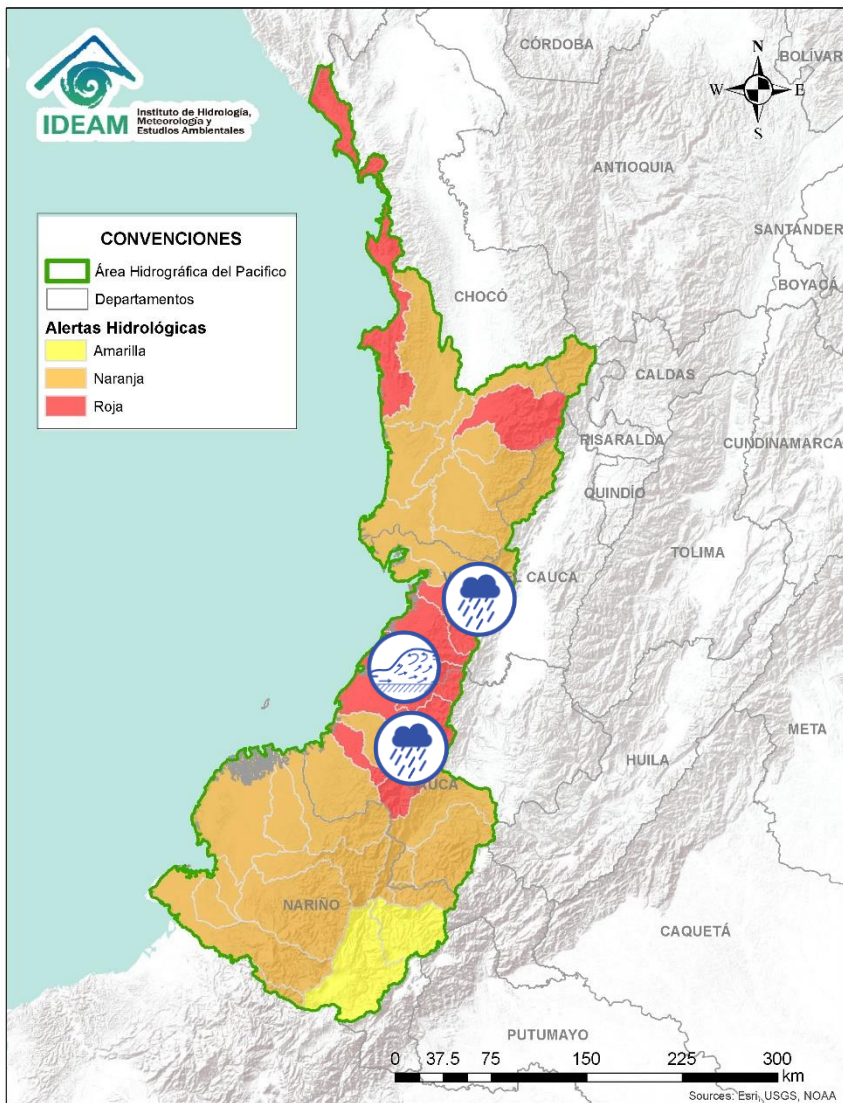 IDEAM
Instituto de Hidrología,
Meteorología y
Estudios Ambientales
N
W
E
S
CÓRDOBA
BOLÍVAR
ANTIOQUIA
SANTANDER
BOYACÁ
CONVENCIONES
Área Hidrográfica del Pacifico
Departamentos
Alertas Hidrológicas
Amarilla
Naranja
Roja
CHOCÓ
CALDAS
RISARALDA
CUNDINAMARCA
QUINDÍO
TOLIMA
CAUCA
META
HUILA
NARIÑO
CAQUETÁ
PUTUMAYO
0 37.5 75 150 225 300
km
Sources: Esri, USGS, NOAA